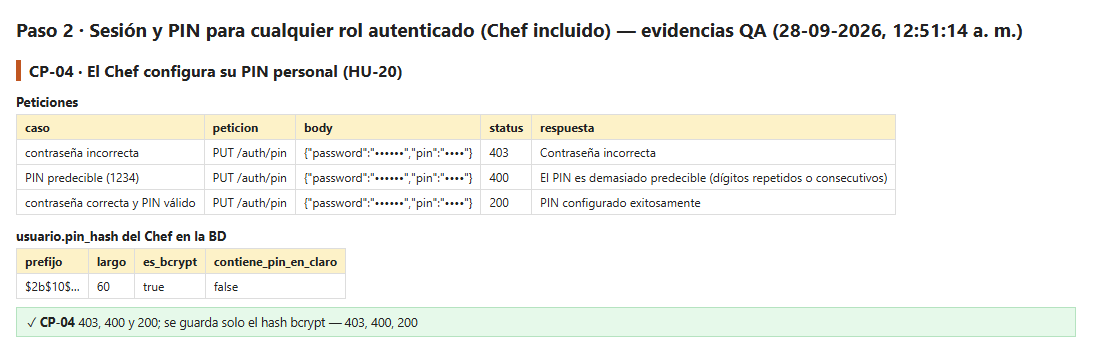 Paso 2 · Sesión y PIN para cualquier rol autenticado (Chef incluido) — evidencias QA (28-09-2026, 12:51:14 a. m.)
CP-04 · El Chef configura su PIN personal (HU-20)
Peticiones
caso peticion body status respuesta
contraseña incorrecta PUT /auth/pin {"password":"••••••","pin":"••••"} 403 Contraseña incorrecta
PIN predecible (1234) PUT /auth/pin {"password":"••••••","pin":"••••"} 400 El PIN es demasiado predecible (dígitos repetidos o consecutivos)
contraseña correcta y PIN válido PUT /auth/pin {"password":"••••••","pin":"••••"} 200 PIN configurado exitosamente
usuario.pin_hash del Chef en la BD
prefijo largo es_bcrypt contiene_pin_en_claro
$2b$10$... 60 true false
✓ CP-04 403, 400 y 200; se guarda solo el hash bcrypt — 403, 400, 200